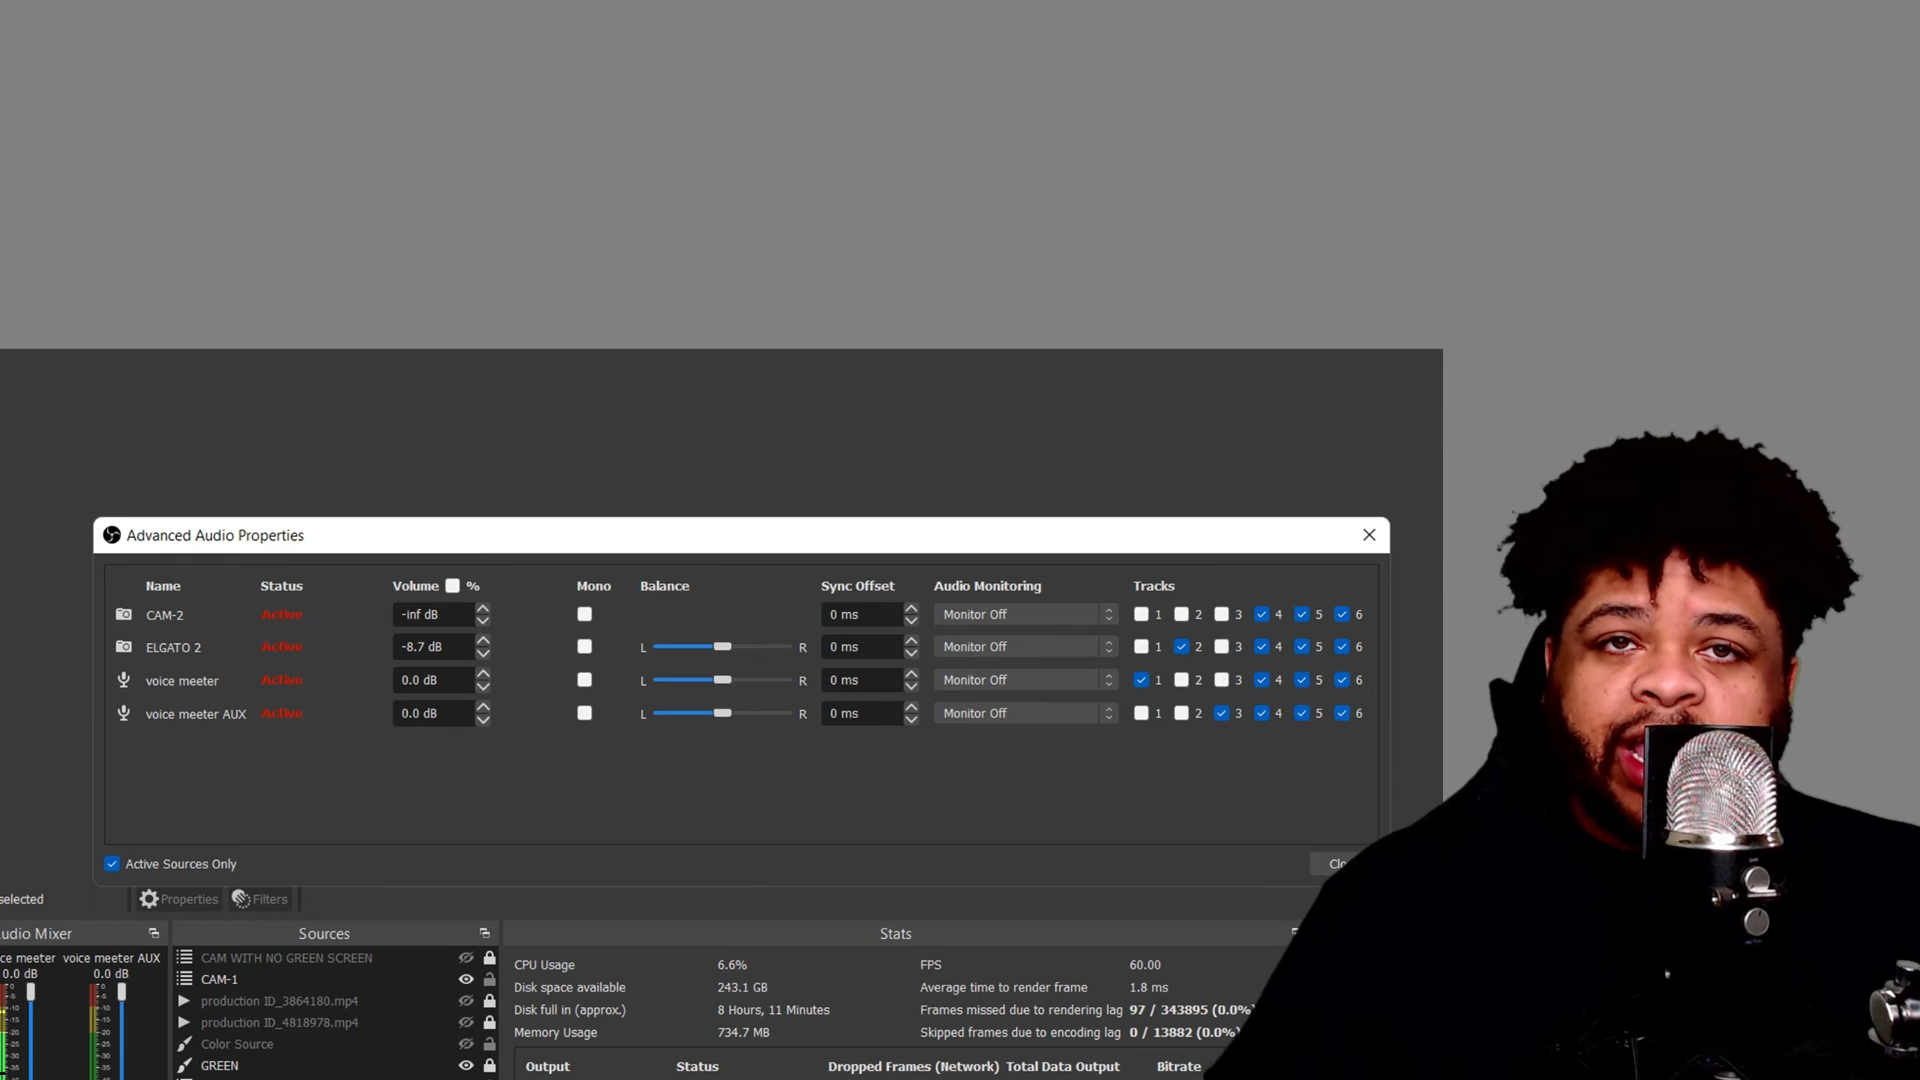 Advanced Audio Properties
Name Status Volume % Mono Balance Sync Offset Audio Monitoring Tracks
CAM-2 Active -inf dB 0 ms Monitor Off 1 2 3 4 5 6
ELGATO 2 Active -8.7 dB L R 0 ms Monitor Off 1 2 3 4 5 6
voice meeter Active 0.0 dB L R 0 ms Monitor Off 1 2 3 4 5 6
voice meeter AUX Active 0.0 dB L R 0 ms Monitor Off 1 2 3 4 5 6
Active Sources Only Clo
selected Properties Filters
udio Mixer Sources Stats
ce meeter voice meeter AUX
0.0 dB 0.0 dB
CAM WITH NO GREEN SCREEN
CAM-1
production ID_3864180.mp4
production ID_4818978.mp4
Color Source
GREEN
CPU Usage 6.6% FPS 60.00
Disk space available 243.1 GB Average time to render frame 1.8 ms
Disk full in (approx.) 8 Hours, 11 Minutes Frames missed due to rendering lag 97 / 343895 (0.0%)
Memory Usage 734.7 MB Skipped frames due to encoding lag 0 / 13882 (0.0%)
Output Status Dropped Frames (Network) Total Data Output Bitrate